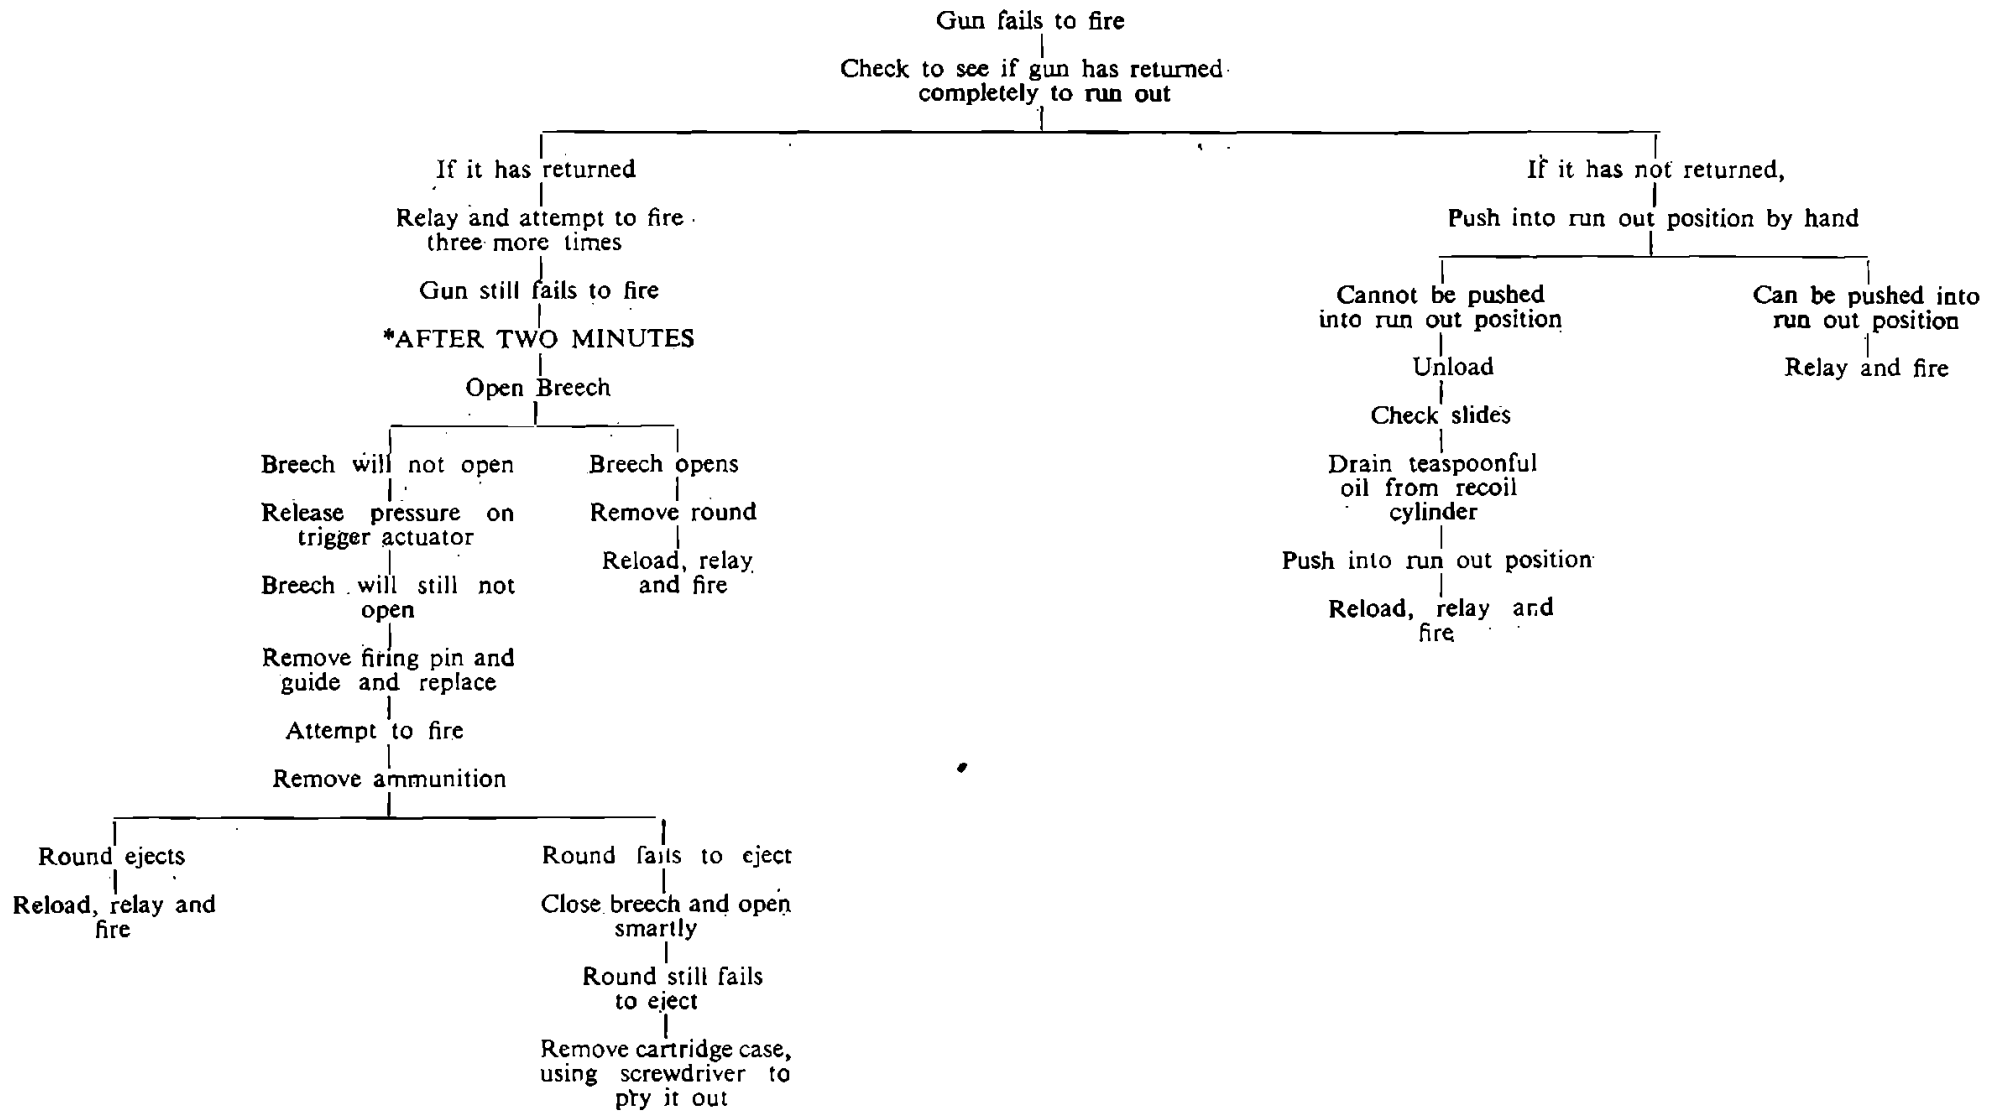 Gun fails to fire
Check to see if gun has returned
completely to run out
If it has returned
Relay and attempt to fire
three more times
Gun still fails to fire
*AFTER TWO MINUTES
Open Breech
Breech will not open
Release pressure on
trigger actuator
Breech will still not
open
Remove firing pin and
guide and replace
Attempt to fire
Remove ammunition
Round ejects
Reload, relay and
fire
Round fails to eject
Close breech and open
smartly
Round still fails
to eject
Remove cartridge case,
using screwdriver to
pry it out
Breech opens
Remove round
Reload, relay
and fire
If it has not returned,
Push into run out position by hand
Cannot be pushed
into run out position
Unload
Check slides
Drain teaspoonful
oil from recoil
cylinder
Push into run out position
Reload, relay and
fire
Can be pushed into
run out position
Relay and fire